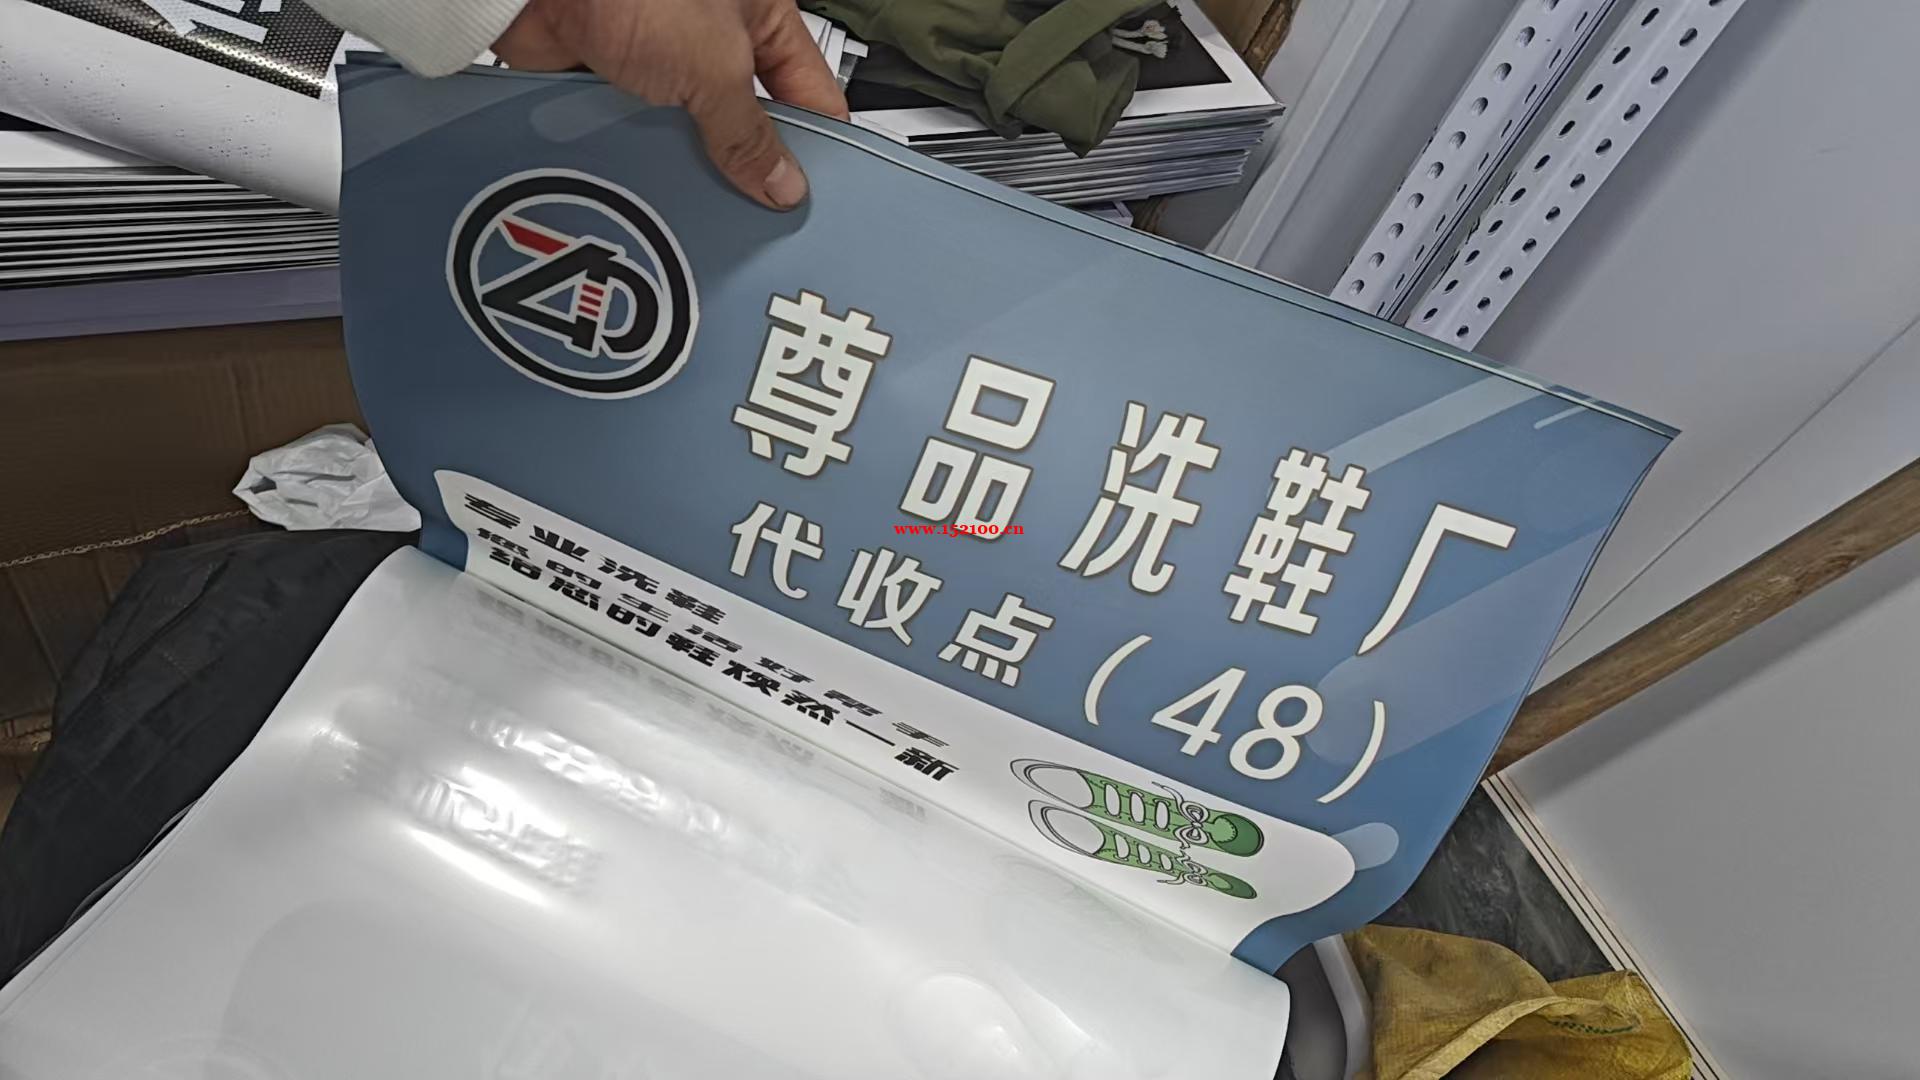 尊品洗鞋厂
代收点（48）
www.152100.cn
专业洗鞋
您的生活好帮手
给您的鞋焕然一新